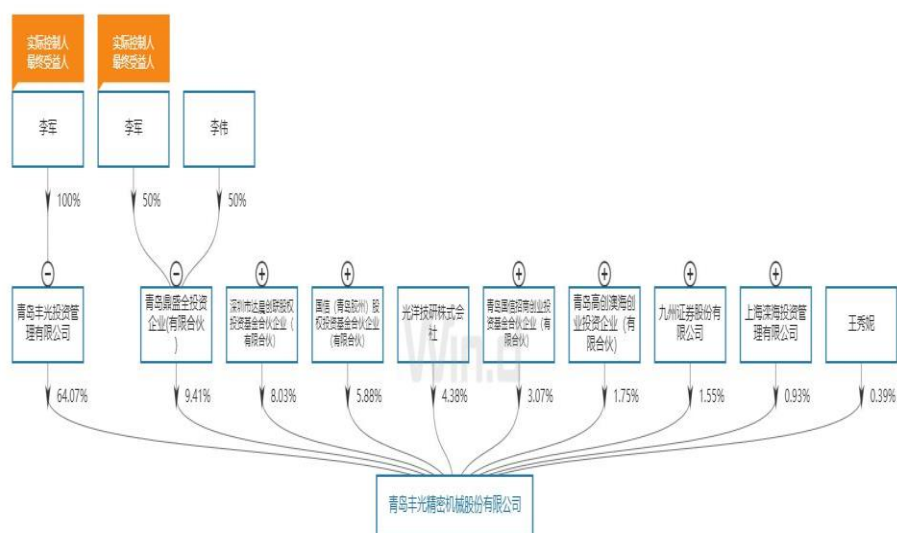 实际控制人
最终受益人
实际控制人
最终受益人
李军
李军
李伟
100%
50%
50%
青岛丰光投资管
理有限公司
青岛鼎盛全投资
企业(有限合伙
)
深圳市达晨创联股权
投资基金合伙企业（
有限合伙）
国信（青岛胶州）股
权投资基金合伙企业
（有限合伙）
光洋技研株式会
社
青岛国信招商创业投
资基金合伙企业（有
限合伙）
青岛高创澳海创
业投资企业（有
限合伙）
九州证券股份有
限公司
上海滦海投资管
理有限公司
王秀妮
64.07%
9.41%
8.03%
5.88%
4.38%
3.07%
1.75%
1.55%
0.93%
0.39%
青岛丰光精密机械股份有限公司